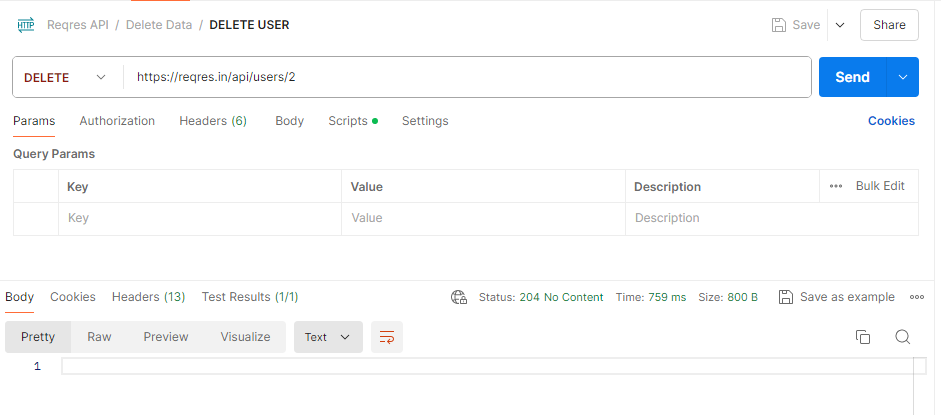 HTTP Reqres API / Delete Data / DELETE USER Save Share
DELETE https://reqres.in/api/users/2 Send
Params Authorization Headers (6) Body Scripts Settings Cookies
Query Params
Key Value Description Bulk Edit
Key Value Description
Body Cookies Headers (13) Test Results (1/1) Status: 204 No Content Time: 759 ms Size: 800 B Save as example
Pretty Raw Preview Visualize Text
1